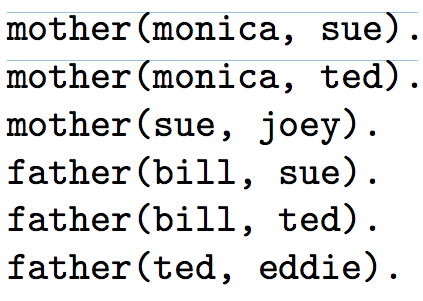 mother(monica, sue).
mother(monica, ted).
mother(sue, joey).
father(bill, sue).
father(bill, ted).
father(ted, eddie).